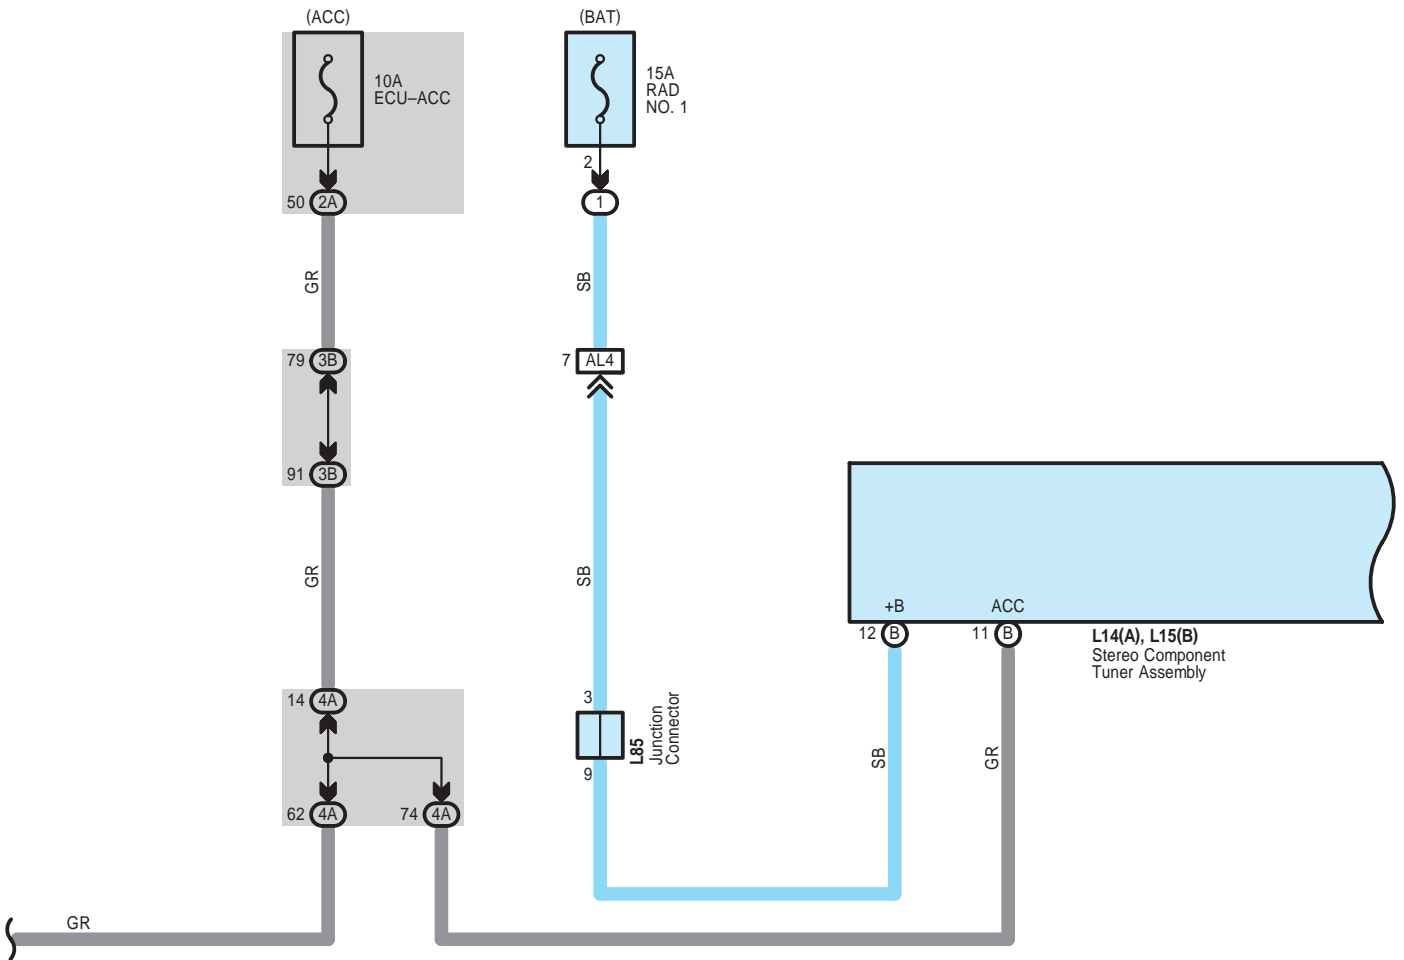 (ACC)
(BAT)
10A
ECU–ACC
15A
RAD
NO. 1
2
50 2A
1
GR
SB
79 3B
7 AL4
91 3B
GR
SB
+B
ACC
12 B
11 B
L14(A), L15(B)
Stereo Component
Tuner Assembly
14 4A
3
L85
Junction
Connector
9
SB
GR
62 4A
74 4A
GR